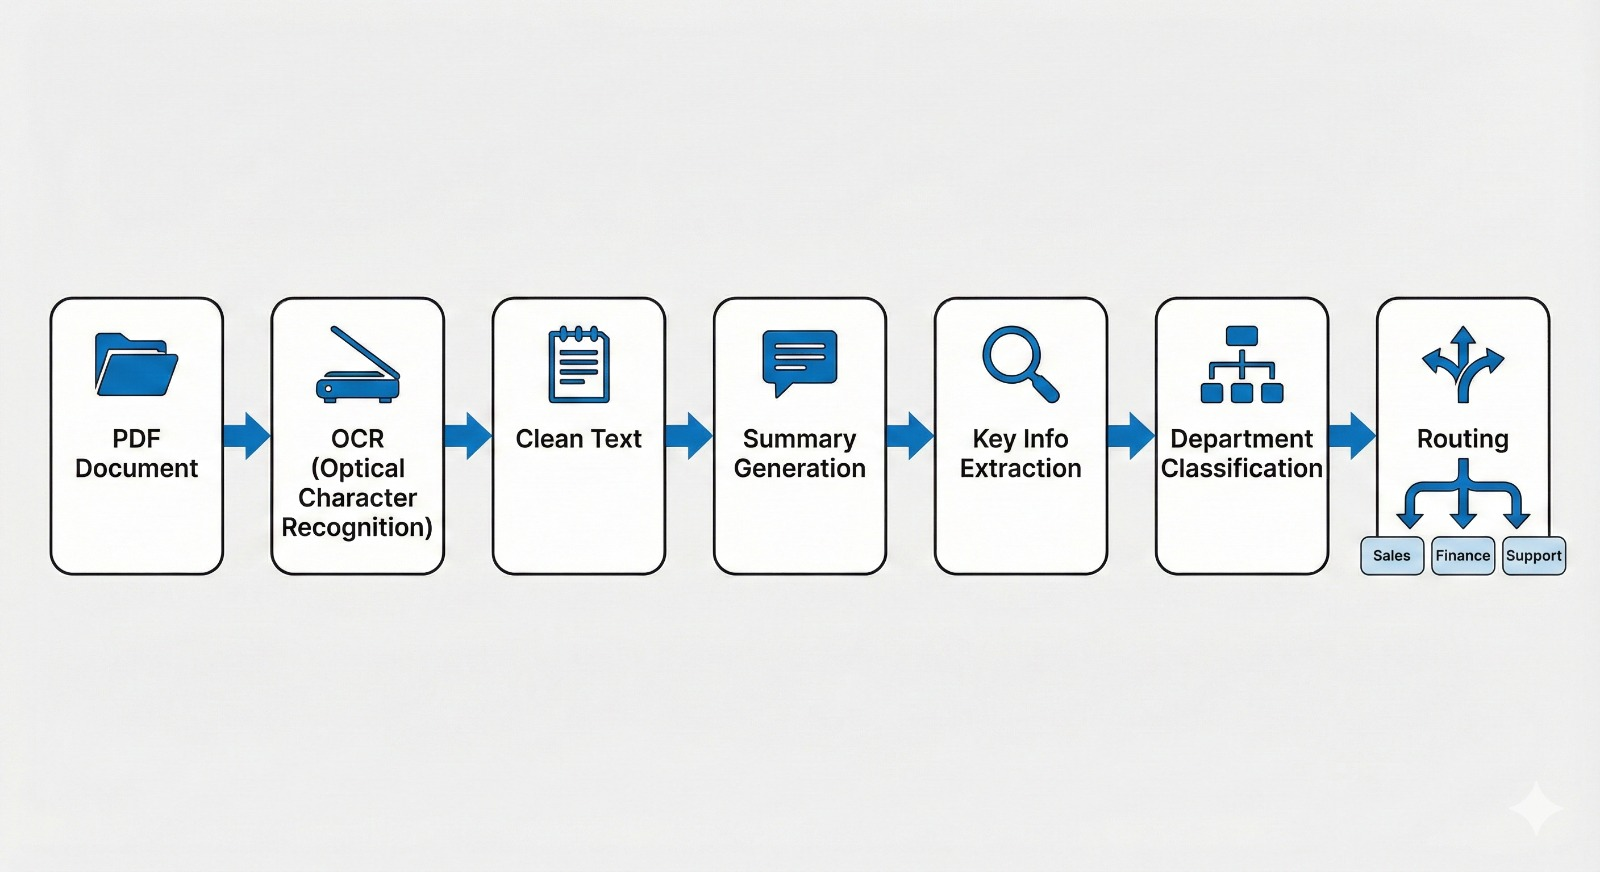 PDF
Document
OCR
(Optical
Character
Recognition)
Clean Text
Summary
Generation
Key Info
Extraction
Department
Classification
Routing
Sales
Finance
Support